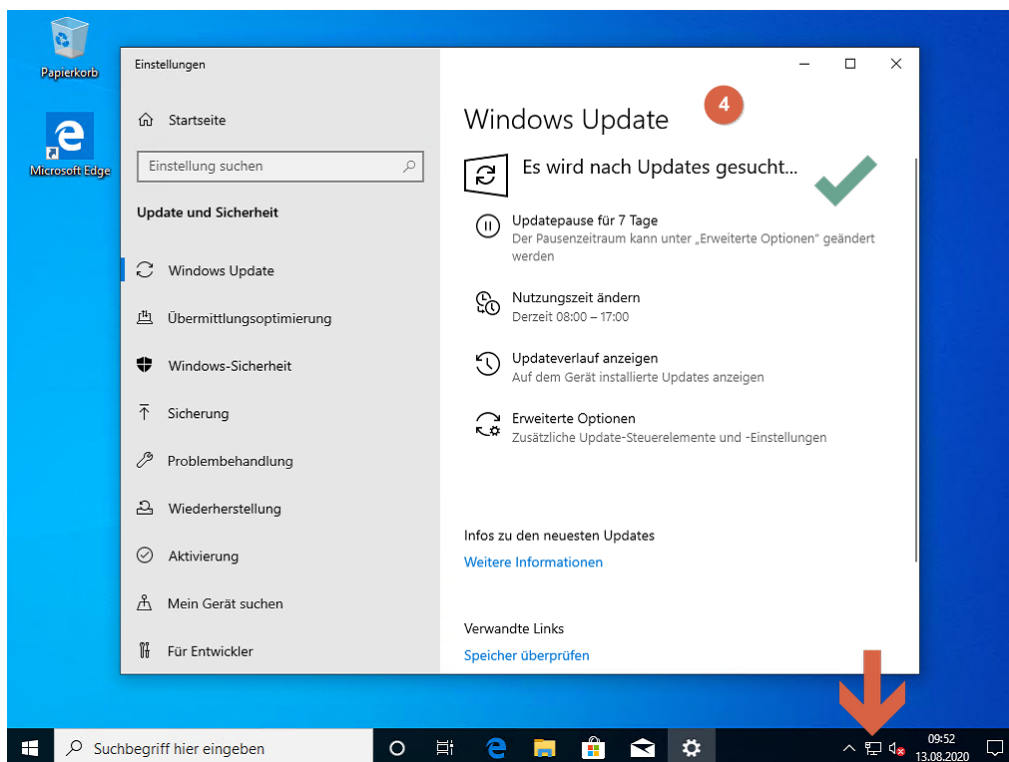 Papierkorb
Microsoft Edge
Einstellungen
Startseite
Einstellung suchen
Update und Sicherheit
Windows Update
Übermittlungsoptimierung
Windows-Sicherheit
Sicherung
Problembehandlung
Wiederherstellung
Aktivierung
Mein Gerät suchen
Für Entwickler
Windows Update
4
Es wird nach Updates gesucht...
Updatepause für 7 Tage
Der Pausenzeitraum kann unter „Erweiterte Optionen“ geändert
werden
Nutzungszeit ändern
Derzeit 08:00 – 17:00
Updateverlauf anzeigen
Auf dem Gerät installierte Updates anzeigen
Erweiterte Optionen
Zusätzliche Update-Steuerelemente und -Einstellungen
Infos zu den neuesten Updates
Weitere Informationen
Verwandte Links
Speicher überprüfen
Suchbegriff hier eingeben
09:52
13.08.2020